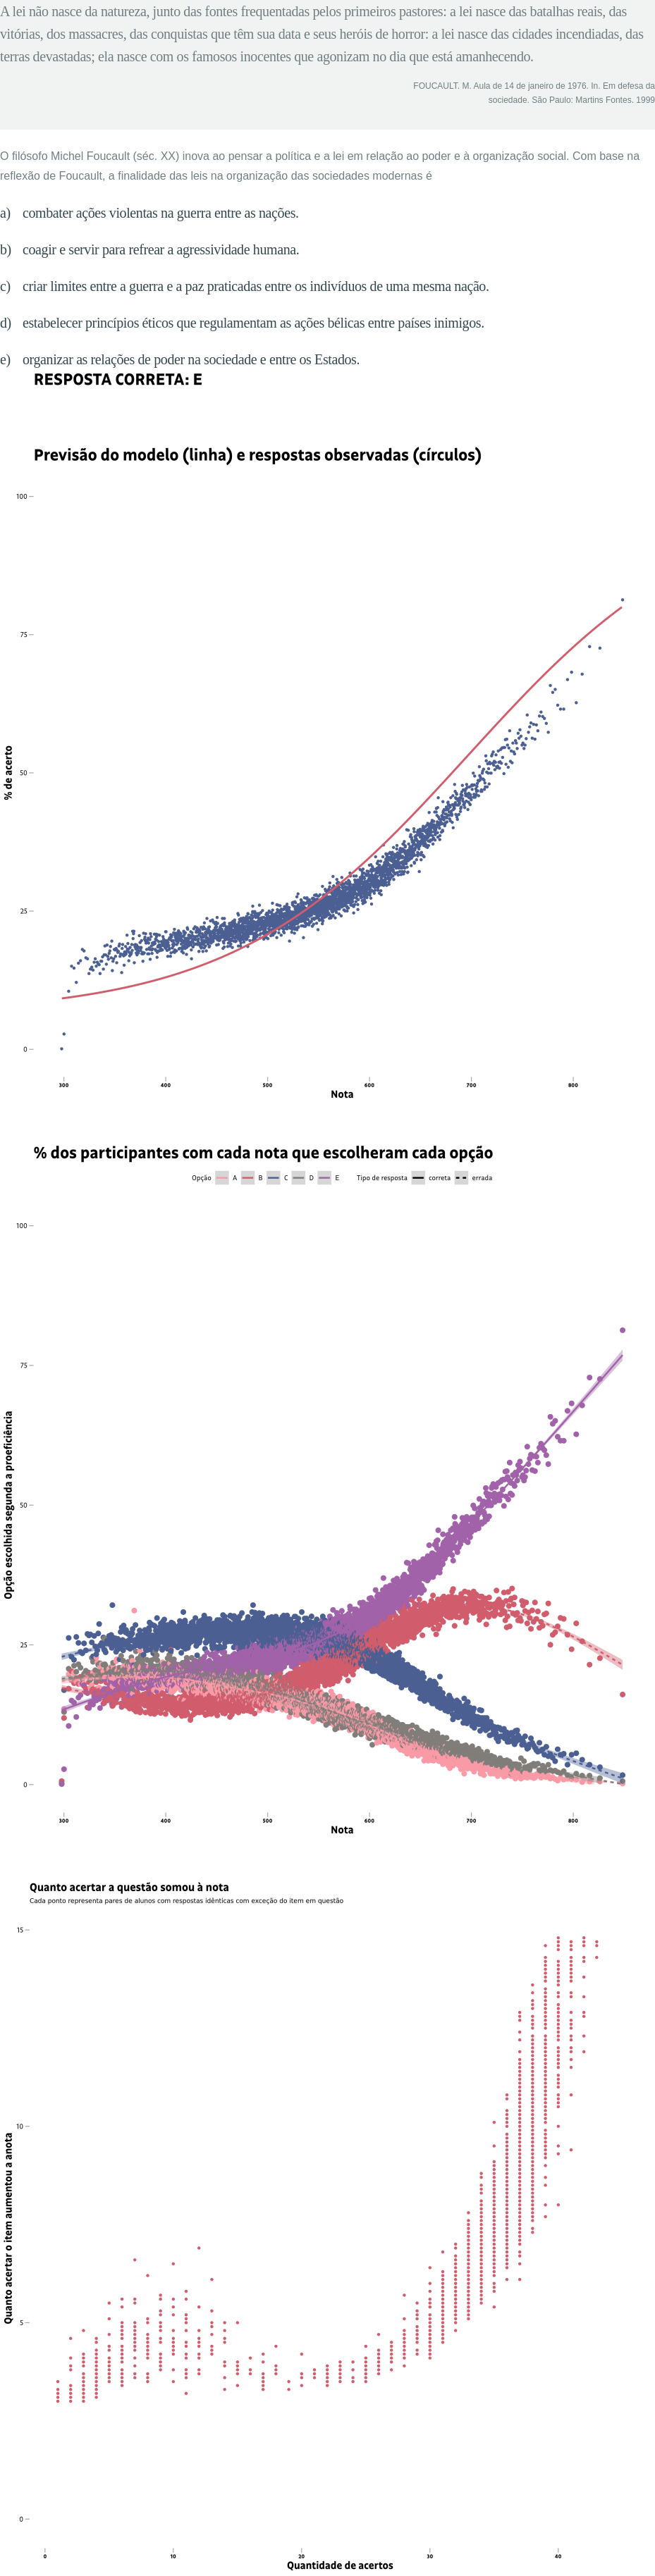 A lei não nasce da natureza, junto das fontes frequentadas pelos primeiros pastores: a lei nasce das batalhas reais, das
vitórias, dos massacres, das conquistas que têm sua data e seus heróis de horror: a lei nasce das cidades incendiadas, das
terras devastadas; ela nasce com os famosos inocentes que agonizam no dia que está amanhecendo.
FOUCAULT. M. Aula de 14 de janeiro de 1976. In. Em defesa da
sociedade. São Paulo: Martins Fontes. 1999
O filósofo Michel Foucault (séc. XX) inova ao pensar a política e a lei em relação ao poder e à organização social. Com base na
reflexão de Foucault, a finalidade das leis na organização das sociedades modernas é
a) combater ações violentas na guerra entre as nações.
b) coagir e servir para refrear a agressividade humana.
c) criar limites entre a guerra e a paz praticadas entre os indivíduos de uma mesma nação.
d) estabelecer princípios éticos que regulamentam as ações bélicas entre países inimigos.
e) organizar as relações de poder na sociedade e entre os Estados.
RESPOSTA CORRETA: E
Previsão do modelo (linha) e respostas observadas (círculos)
100
75
50
25
0
% de acerto
300 400 500 600 700 800
Nota
% dos participantes com cada nota que escolheram cada opção
Opção A B C D E Tipo de resposta correta errada
100
75
50
25
0
Opção escolhida segunda a proeficiência
300 400 500 600 700 800
Nota
Quanto acertar a questão somou à nota
Cada ponto representa pares de alunos com respostas idênticas com exceção do item em questão
15
10
5
0
Quanto acertar o item aumentou a anota
0 10 20 30 40
Quantidade de acertos